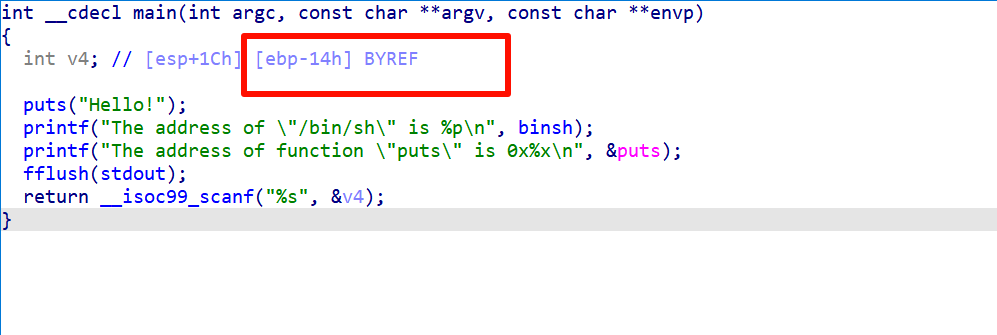 int __cdecl main(int argc, const char **argv, const char **envp)
{
int v4; // [esp+1Ch] [ebp-14h] BYREF
puts("Hello!");
printf("The address of \"/bin/sh\" is %p\n", binsh);
printf("The address of function \"puts\" is 0x%x\n", &puts);
fflush(stdout);
return __isoc99_scanf("%s", &v4);
}